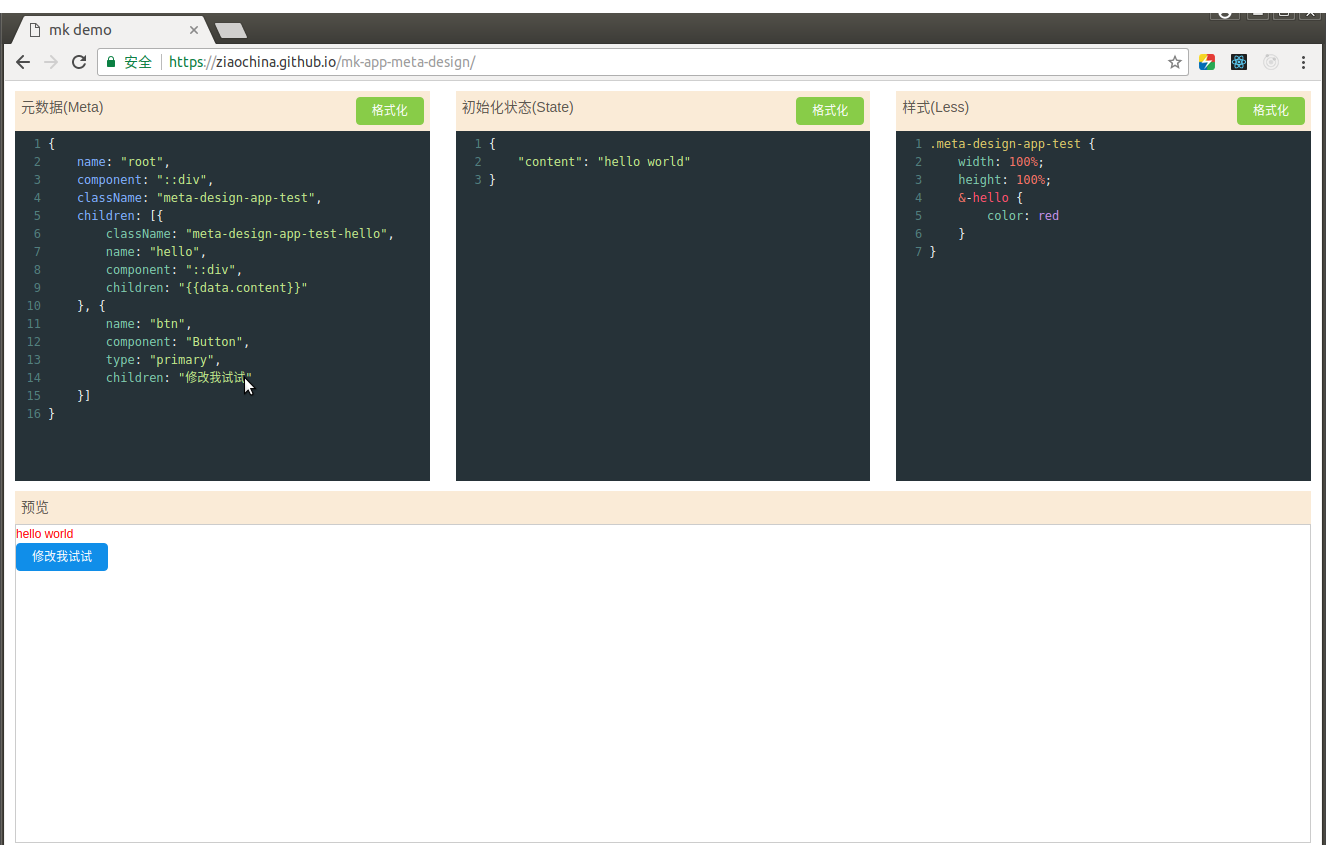 mk demo
安全 https://ziaochina.github.io/mk-app-meta-design/
元数据(Meta) 格式化
1 {
2     name: "root",
3     component: "::div",
4     className: "meta-design-app-test",
5     children: [{
6         className: "meta-design-app-test-hello",
7         name: "hello",
8         component: "::div",
9         children: "{{data.content}}"
10     }, {
11         name: "btn",
12         component: "Button",
13         type: "primary",
14         children: "修改我试试"
15     }]
16 }
初始化状态(State) 格式化
1 {
2     "content": "hello world"
3 }
样式(Less) 格式化
1 .meta-design-app-test {
2     width: 100%;
3     height: 100%;
4     &-hello {
5         color: red
6     }
7 }
预览
hello world
修改我试试